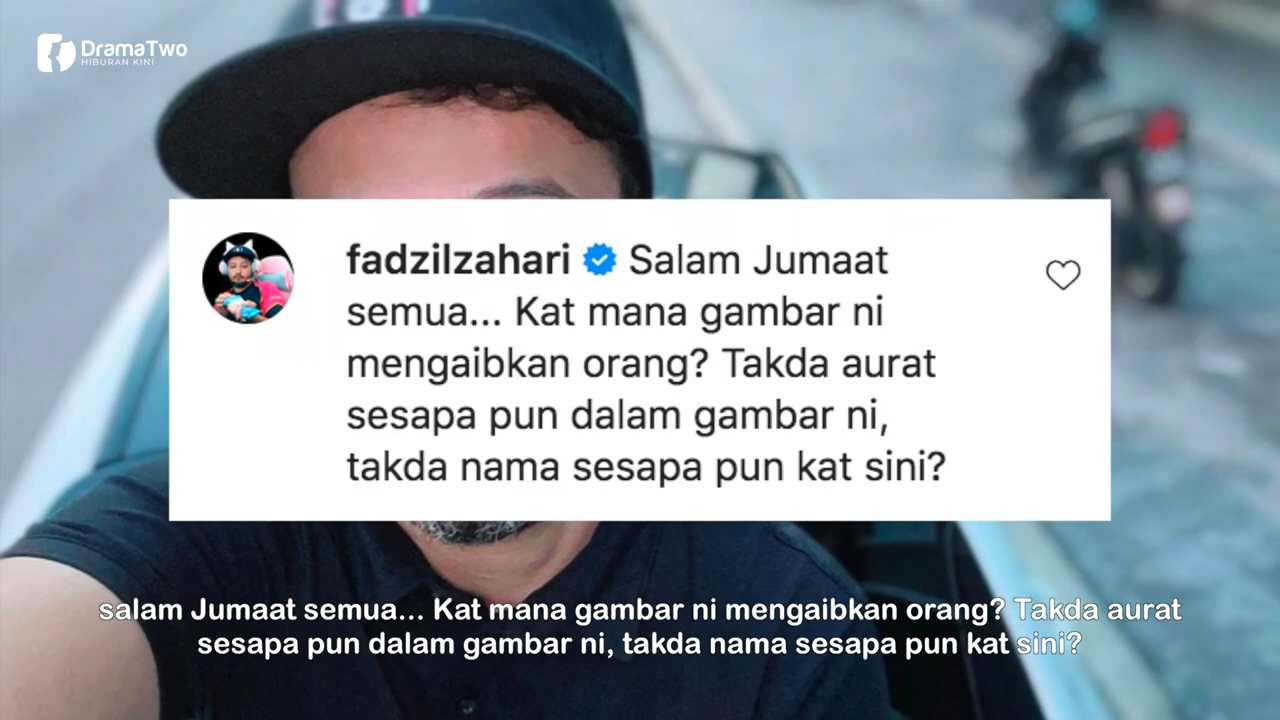 DramaTwo
HIBURAN KINI
fadzilzahari Salam Jumaat
semua... Kat mana gambar ni
mengaibkan orang? Takda aurat
sesapa pun dalam gambar ni,
takda nama sesapa pun kat sini?
salam Jumaat semua... Kat mana gambar ni mengaibkan orang? Takda aurat
sesapa pun dalam gambar ni, takda nama sesapa pun kat sini?